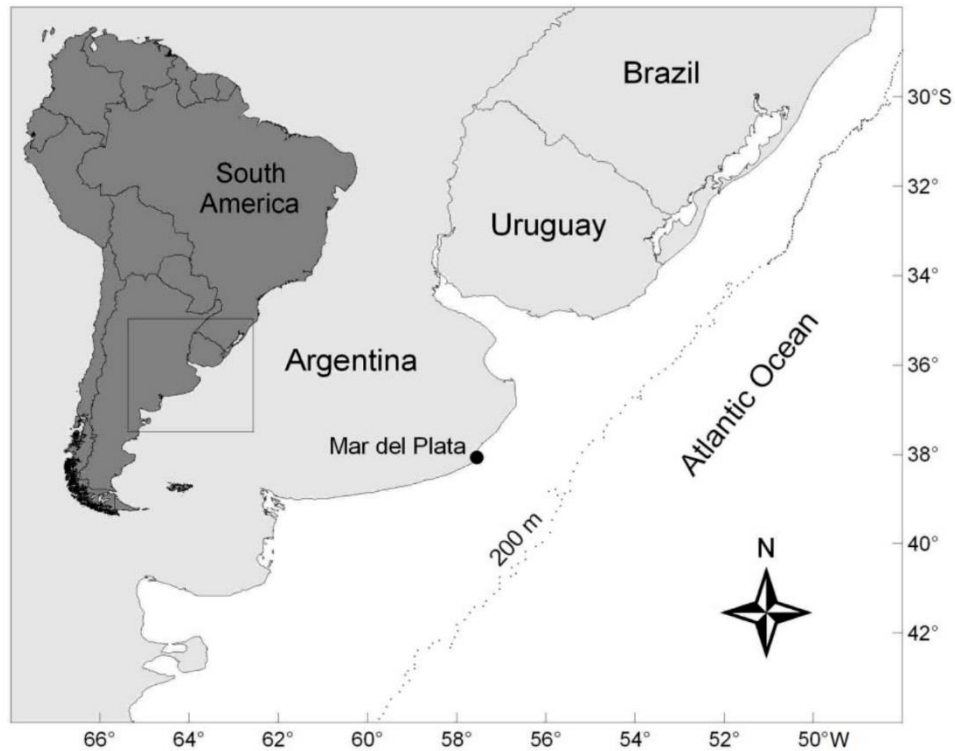 Brazil
30°S
South
America
32°
Uruguay
34°
Argentina
36°
Atlantic Ocean
Mar del Plata
38°
200 m
40°
N
42°
66° 64° 62° 60° 58° 56° 54° 52° 50°W